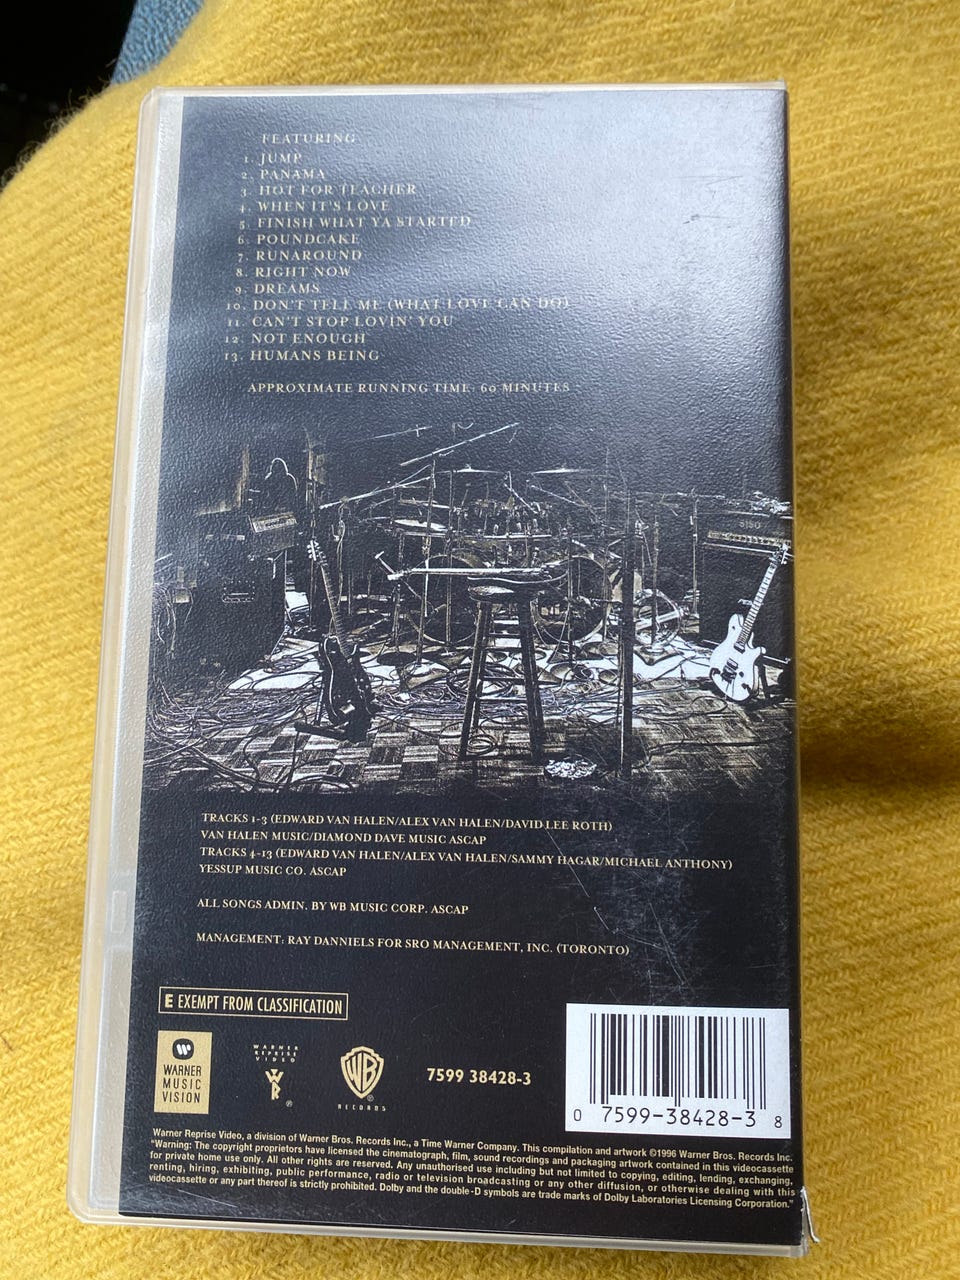 FEATURING
1. JUMP
2. PANAMA
3. HOT FOR TEACHER
4. WHEN IT'S LOVE
5. FINISH WHAT YA STARTED
6. POUNDCAKE
7. RUNAROUND
8. RIGHT NOW
9. DREAMS
10. DON'T TELL ME (WHAT LOVE CAN DO)
11. CAN'T STOP LOVIN' YOU
12. NOT ENOUGH
13. HUMANS BEING
APPROXIMATE RUNNING TIME: 60 MINUTES
5150
TRACKS 1-3 (EDWARD VAN HALEN/ALEX VAN HALEN/DAVID LEE ROTH)
VAN HALEN MUSIC/DIAMOND DAVE MUSIC ASCAP
TRACKS 4-13 (EDWARD VAN HALEN/ALEX VAN HALEN/SAMMY HAGAR/MICHAEL ANTHONY)
YESSUP MUSIC CO. ASCAP
ALL SONGS ADMIN. BY WB MUSIC CORP. ASCAP
MANAGEMENT: RAY DANNIELS FOR SRO MANAGEMENT, INC. (TORONTO)
E EXEMPT FROM CLASSIFICATION
WARNER
MUSIC
VISION
WARNER
REPRISE
VIDEO
WB
RECORDS
7599 38428-3
0 7599-38428-3 8
Warner Reprise Video, a division of Warner Bros. Records Inc., a Time Warner Company. This compilation and artwork ©1996 Warner Bros. Records Inc.
"Warning: The copyright proprietors have licensed the cinematograph, film, sound recordings and packaging artwork contained in this videocassette
for private home use only. All other rights are reserved. Any unauthorised use including but not limited to copying, editing, lending, exchanging,
renting, hiring, exhibiting, public performance, radio or television broadcasting or any other diffusion, or otherwise dealing with this
videocassette or any part thereof is strictly prohibited. Dolby and the double-D symbols are trade marks of Dolby Laboratories Licensing Corporation."